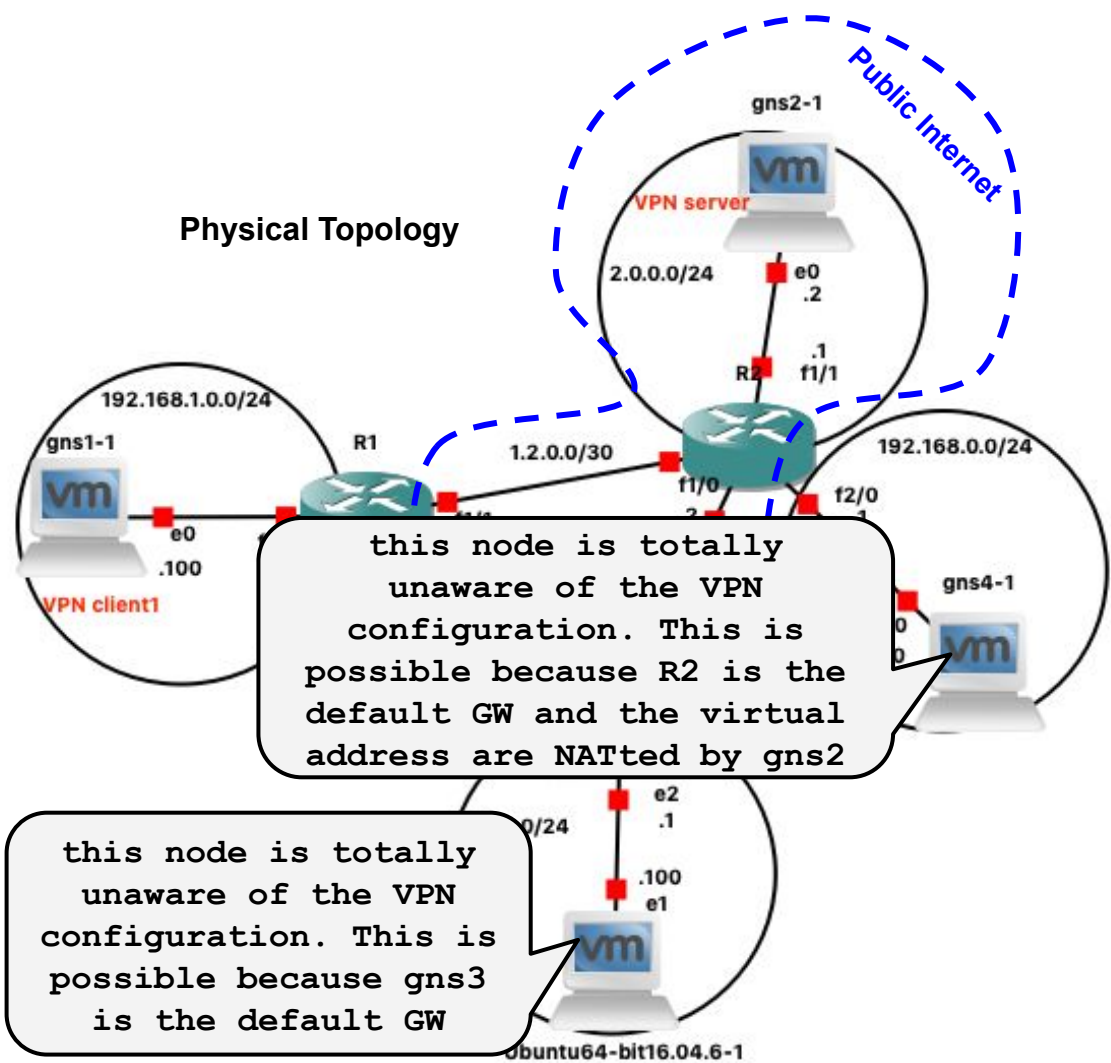 Public Internet
gns2-1
vm
VPN server
Physical Topology
2.0.0.0/24
e0
.2
.1
R2
f1/1
192.168.1.0.0/24
gns1-1
R1
1.2.0.0/30
192.168.0.0/24
vm
f1/0
f2/0
e0
.100
VPN client1
gns4-1
vm
this node is totally
unaware of the VPN
configuration. This is
possible because R2 is the
default GW and the virtual
address are NATted by gns2
e2
.1
0/24
.100
e1
vm
this node is totally
unaware of the VPN
configuration. This is
possible because gns3
is the default GW
Ubuntu64-bit16.04.6-1